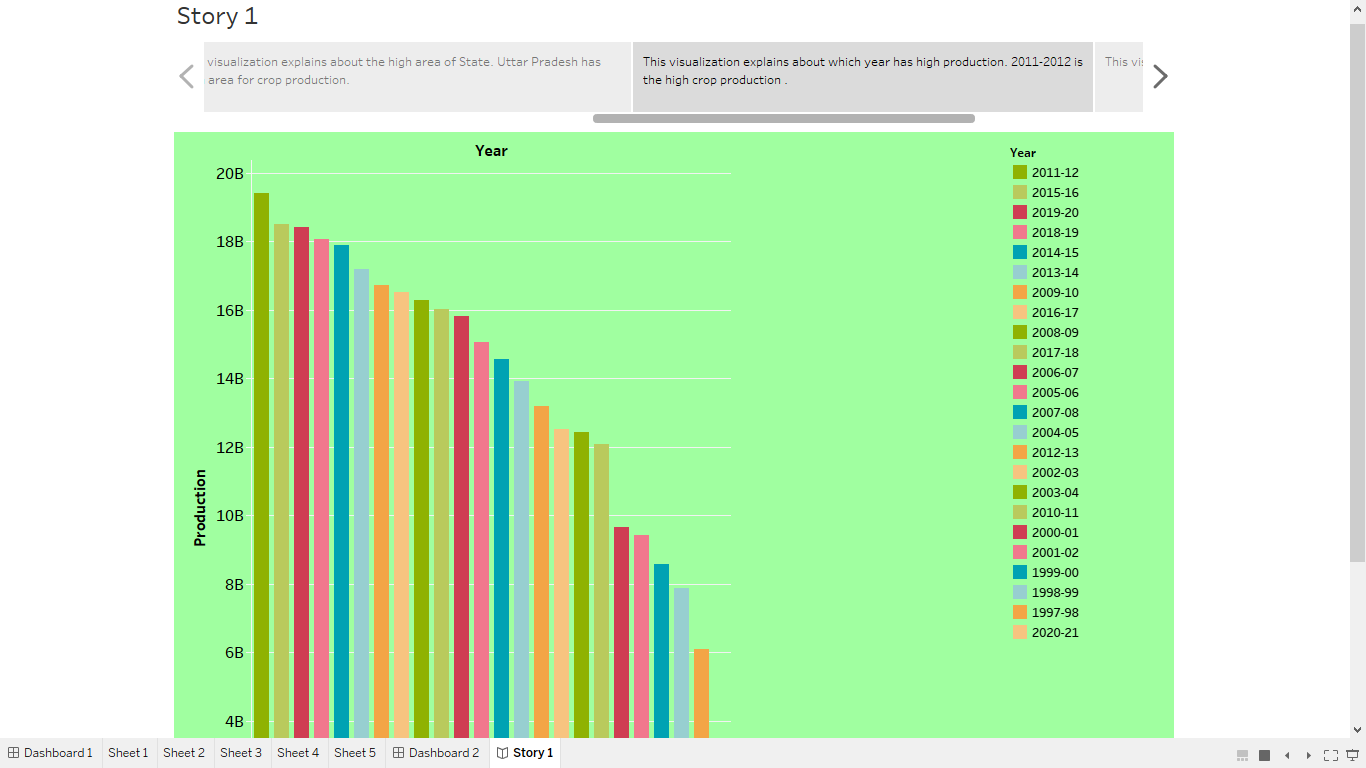 Story 1
visualization explains about the high area of State. Uttar Pradesh has
area for crop production.
This visualization explains about which year has high production. 2011-2012 is
the high crop production .
This
Year
20B
18B
16B
14B
12B
10B
8B
6B
4B
Production
Year
2011-12
2015-16
2019-20
2018-19
2014-15
2013-14
2009-10
2016-17
2008-09
2017-18
2006-07
2005-06
2007-08
2004-05
2012-13
2002-03
2003-04
2010-11
2000-01
2001-02
1999-00
1998-99
1997-98
2020-21
Dashboard 1 Sheet 1 Sheet 2 Sheet 3 Sheet 4 Sheet 5 Dashboard 2 Story 1